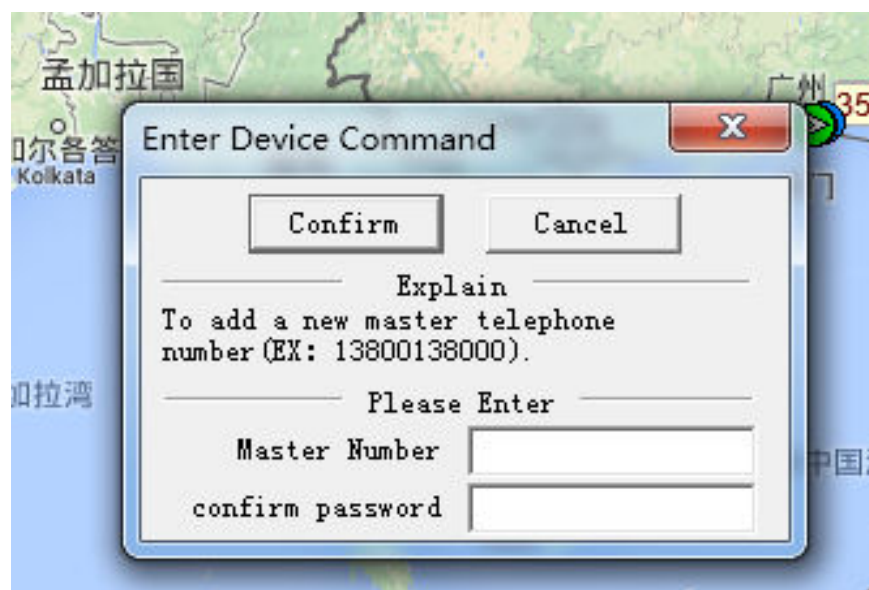 孟加拉国
广州
35
加尔各答
Kolkata
Enter Device Command
Confirm
Cancel
Explain
To add a new master telephone
number(EX: 13800138000).
加拉湾
Please Enter
Master Number
中国
confirm password
门